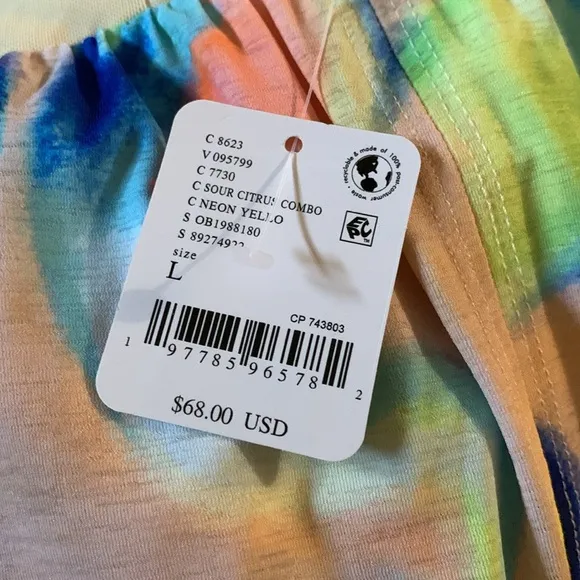 C 8623
V 095799
C 7730
C SOUR CITRUS COMBO
C NEON YELLO
S OB1988180
S
size
L
recyclable & made of 100% post-consumer waste
EPC™
CP 743803
1 97785 96578 2
$68.00 USD